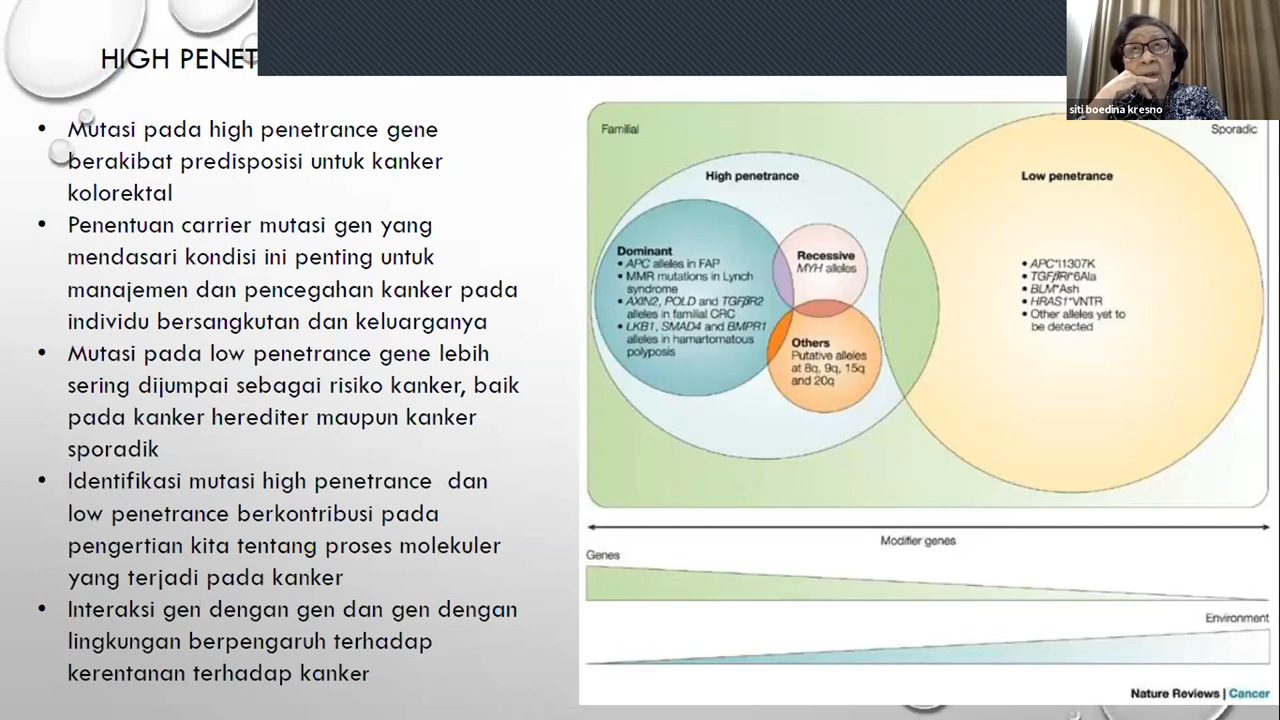 HIGH PENET
siti boedina kresno
• Mutasi pada high penetrance gene
berakibat predisposisi untuk kanker
kolorektal
• Penentuan carrier mutasi gen yang
mendasari kondisi ini penting untuk
manajemen dan pencegahan kanker pada
individu bersangkutan dan keluarganya
• Mutasi pada low penetrance gene lebih
sering dijumpai sebagai risiko kanker, baik
pada kanker herediter maupun kanker
sporadik
• Identifikasi mutasi high penetrance dan
low penetrance berkontribusi pada
pengertian kita tentang proses molekuler
yang terjadi pada kanker
• Interaksi gen dengan gen dan gen dengan
lingkungan berpengaruh terhadap
kerentanan terhadap kanker
Familial
Sporadic
High penetrance
Low penetrance
Dominant
• APC alleles in FAP
• MMR mutations in Lynch
syndrome
• AXIN2, POLD and TGFβR2
alleles in familial CRC
• LKB1, SMAD4 and BMPR1
alleles in hamartomatous
polyposis
Recessive
MYH alleles
Others
Putative alleles
at 8q, 9q, 15q
and 20q
• APC*I1307K
• TGFβRI*6Ala
• BLM*Ash
• HRAS1*VNTR
• Other alleles yet to
be detected
Modifier genes
Genes
Environment
Nature Reviews | Cancer